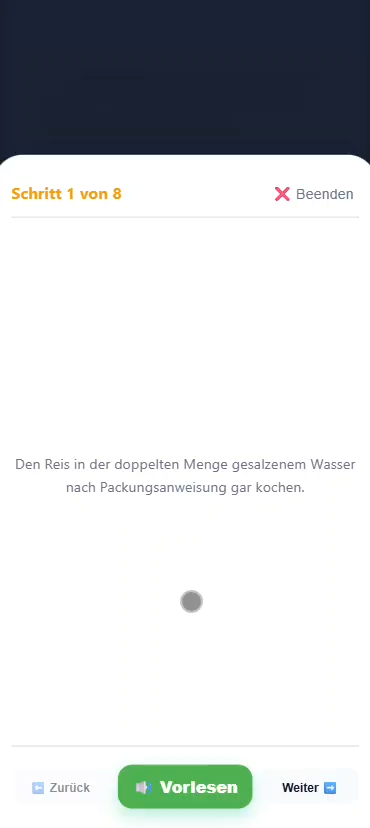 Schritt 1 von 8
❌ Beenden
Den Reis in der doppelten Menge gesalzenem Wasser
nach Packungsanweisung gar kochen.
⬅️ Zurück
🔊 Vorlesen
Weiter ➡️